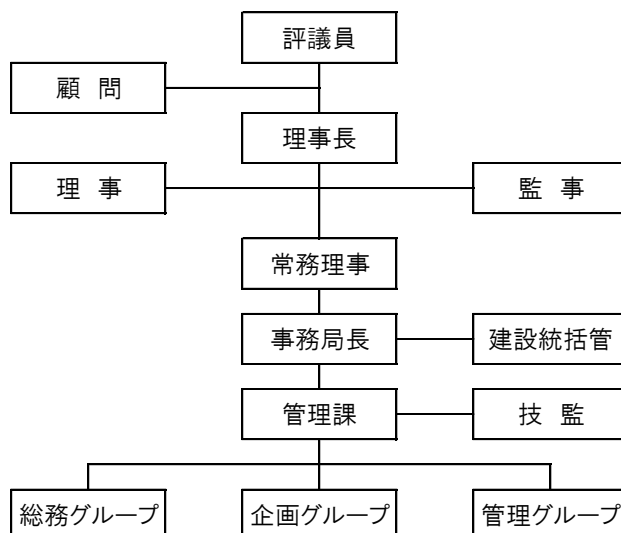 評議員
顧 問
理事長
理 事
監 事
常務理事
事務局長
建設統括管
管理課
技 監
総務グループ
企画グループ
管理グループ